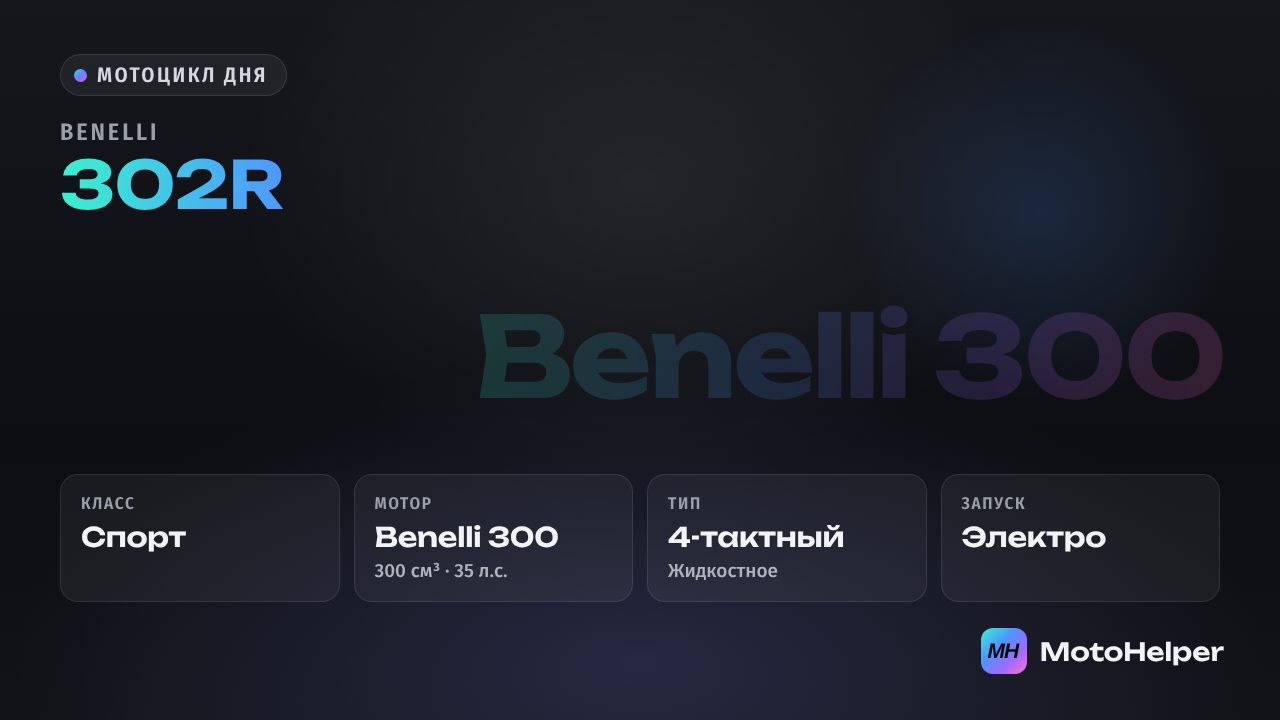 МОТОЦИКЛ ДНЯ
BENELLI
302R
Benelli 300
КЛАСС
Спорт
МОТОР
Benelli 300
300 см³ · 35 л.с.
ТИП
4-тактный
Жидкостное
ЗАПУСК
Электро
MH MotoHelper